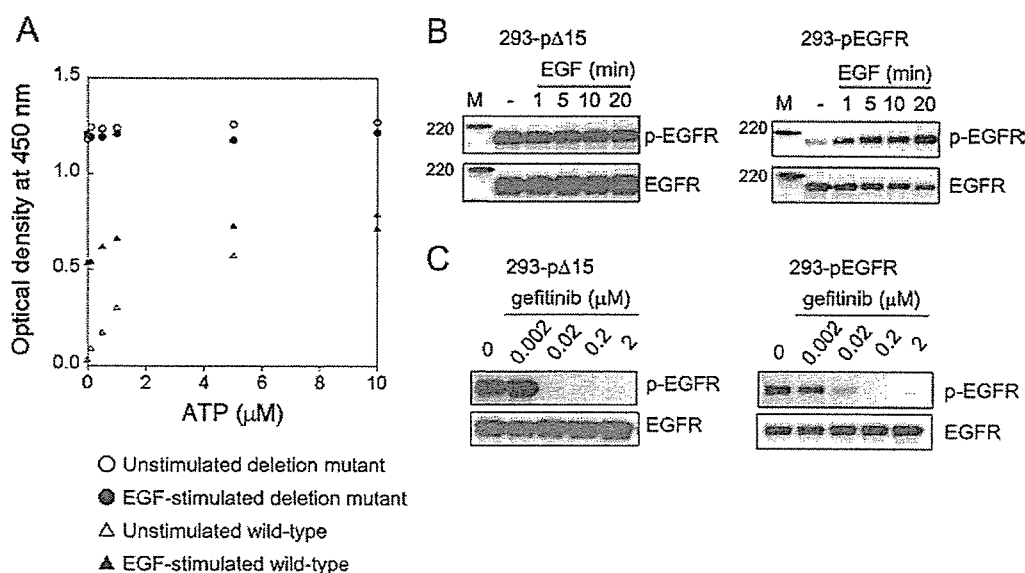 A
1.5
1.0
0.5
0.0
Optical density at 450 nm
0 2 4 6 8 10
ATP (μM)
○ Unstimulated deletion mutant
● EGF-stimulated deletion mutant
△ Unstimulated wild-type
▲ EGF-stimulated wild-type
B
293-pΔ15
EGF (min)
M - 1 5 10 20
220
p-EGFR
220
EGFR
293-pEGFR
EGF (min)
M - 1 5 10 20
220
p-EGFR
220
EGFR
C
293-pΔ15
gefitinib (μM)
0 0.002 0.02 0.2 2
p-EGFR
EGFR
293-pEGFR
gefitinib (μM)
0 0.002 0.02 0.2 2
p-EGFR
EGFR